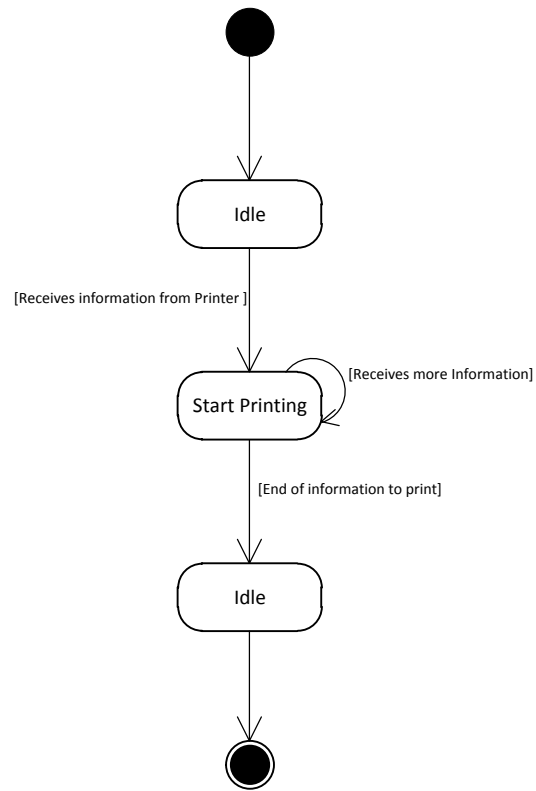 Idle
[Receives information from Printer ]
[Receives more Information]
Start Printing
[End of information to print]
Idle